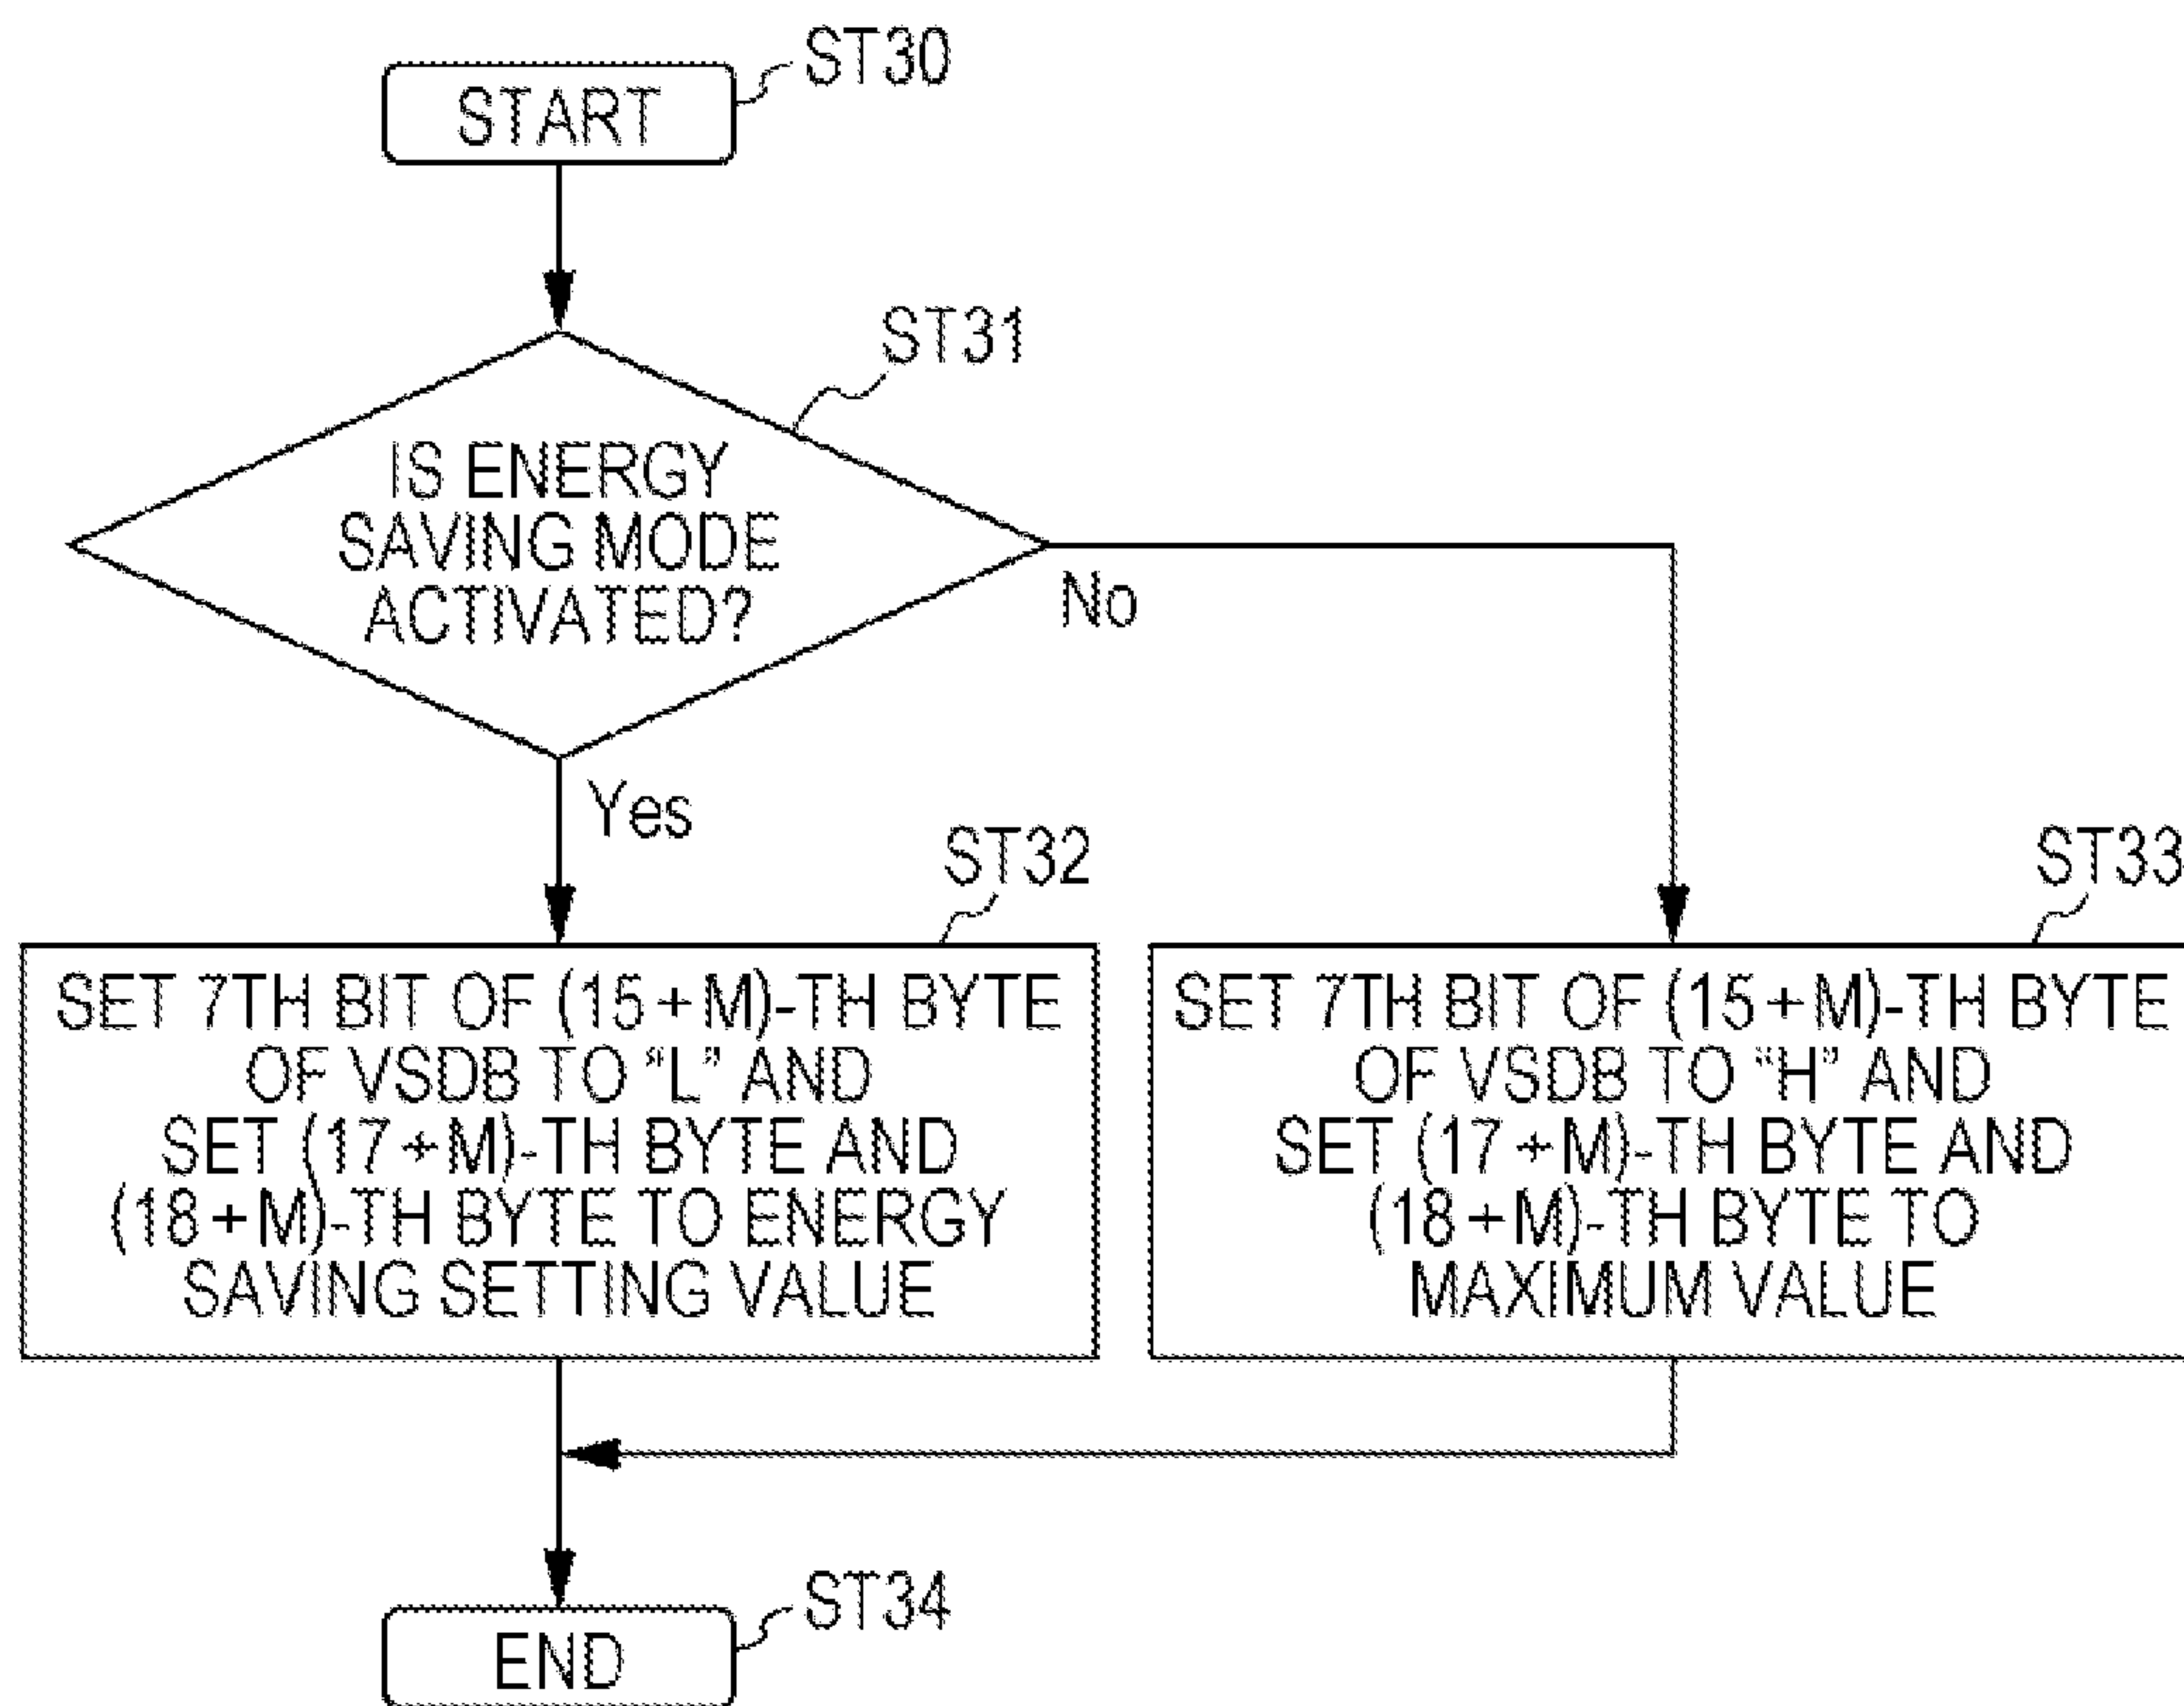 START
ST30
ST31
IS ENERGY
SAVING MODE
ACTIVATED?
No
Yes
ST32
SET 7TH BIT OF (15+M)-TH BYTE
OF VSDB TO "L" AND
SET (17+M)-TH BYTE AND
(18+M)-TH BYTE TO ENERGY
SAVING SETTING VALUE
ST33
SET 7TH BIT OF (15+M)-TH BYTE
OF VSDB TO "H" AND
SET (17+M)-TH BYTE AND
(18+M)-TH BYTE TO
MAXIMUM VALUE
END
ST34